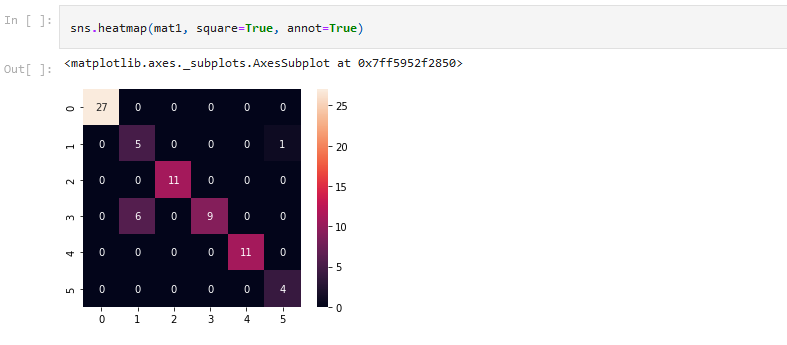 In [ ]:
sns.heatmap(mat1, square=True, annot=True)
Out[ ]:
<matplotlib.axes._subplots.AxesSubplot at 0x7ff5952f2850>
0 27 0 0 0 0 0
1 0 5 0 0 0 1
2 0 0 11 0 0 0
3 0 6 0 9 0 0
4 0 0 0 0 11 0
5 0 0 0 0 0 4
0 1 2 3 4 5
25
20
15
10
5
0